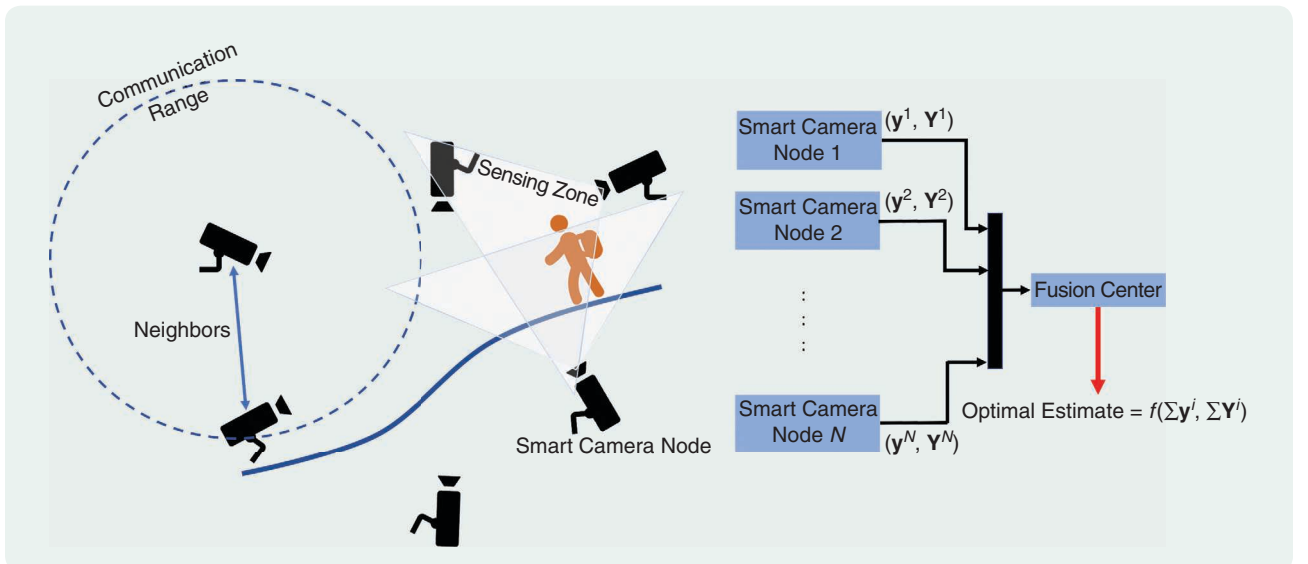 Communication
Range
Sensing Zone
Neighbors
Smart Camera Node
Smart Camera
Node 1
(y¹, Y¹)
Smart Camera
Node 2
(y², Y²)
Smart Camera
Node N
(yᴺ, Yᴺ)
Fusion Center
Optimal Estimate = f(∑yⁱ, ∑Yⁱ)